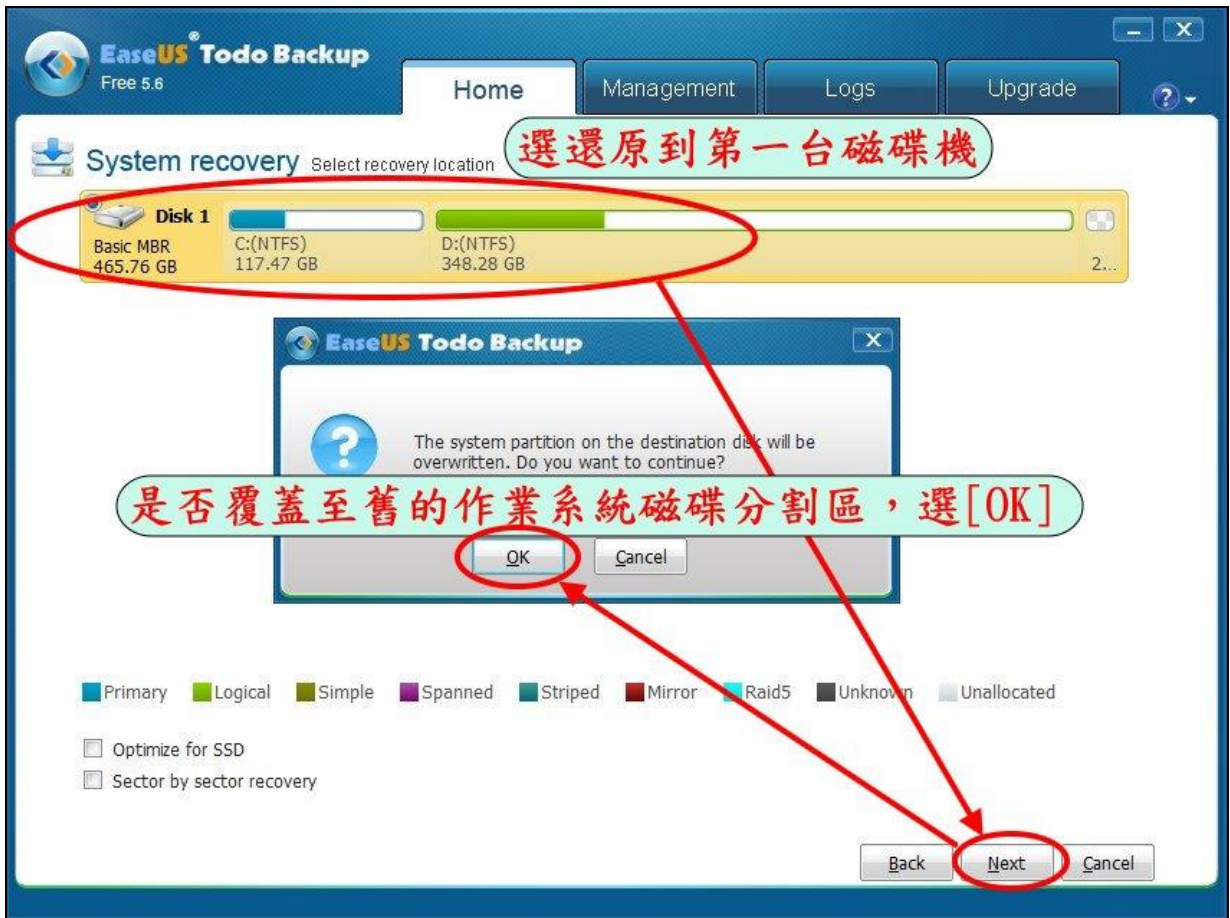 EaseUS® Todo Backup
Free 5.6
Home
Management
Logs
Upgrade
?
System recovery Select recovery location
選還原到第一台磁碟機
Disk 1
Basic MBR
465.76 GB
C:(NTFS)
117.47 GB
D:(NTFS)
348.28 GB
2...
EaseUS Todo Backup
The system partition on the destination disk will be
overwritten. Do you want to continue?
是否覆蓋至舊的作業系統磁碟分割區，選[OK]
OK
Cancel
Primary Logical Simple Spanned Striped Mirror Raid5 Unknown Unallocated
Optimize for SSD
Sector by sector recovery
Back Next Cancel